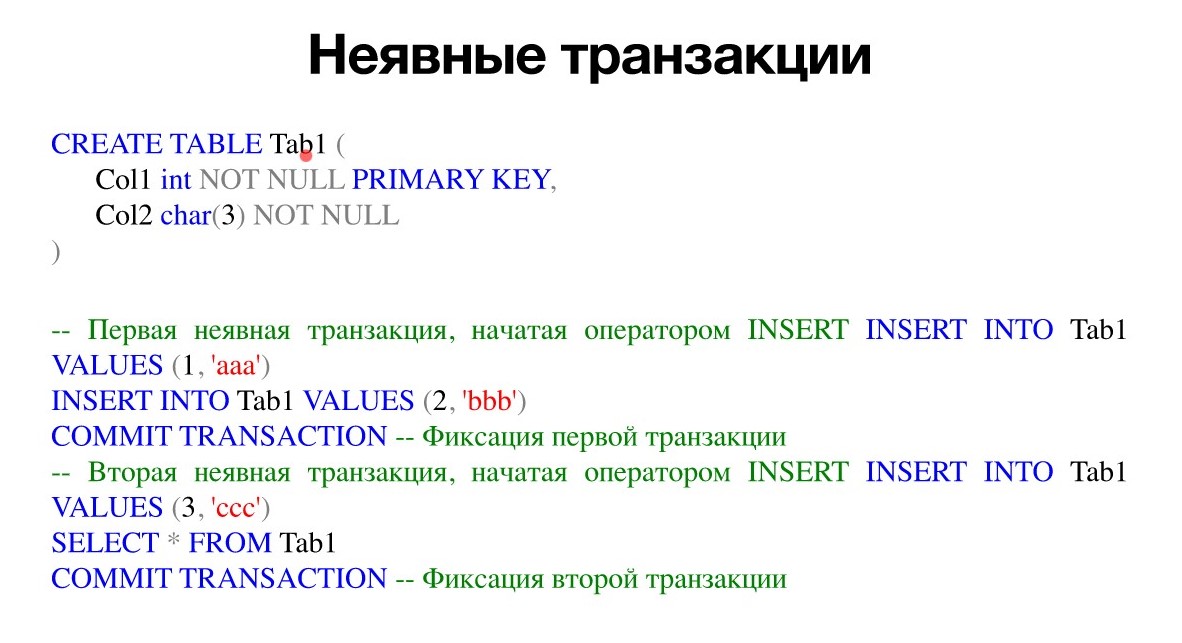 Неявные транзакции
CREATE TABLE Tab1 (
Col1 int NOT NULL PRIMARY KEY,
Col2 char(3) NOT NULL
)
-- Первая неявная транзакция, начатая оператором INSERT INSERT INTO Tab1
VALUES (1, 'aaa')
INSERT INTO Tab1 VALUES (2, 'bbb')
COMMIT TRANSACTION -- Фиксация первой транзакции
-- Вторая неявная транзакция, начатая оператором INSERT INSERT INTO Tab1
VALUES (3, 'ccc')
SELECT * FROM Tab1
COMMIT TRANSACTION -- Фиксация второй транзакции